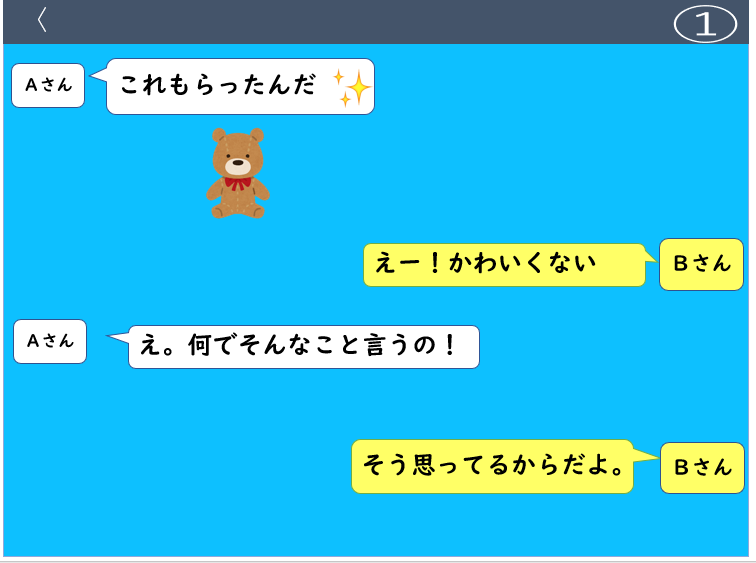 〈
①
Aさん
これもらったんだ ✨
えー！かわいくない
Bさん
Aさん
え。何でそんなこと言うの！
そう思ってるからだよ。
Bさん